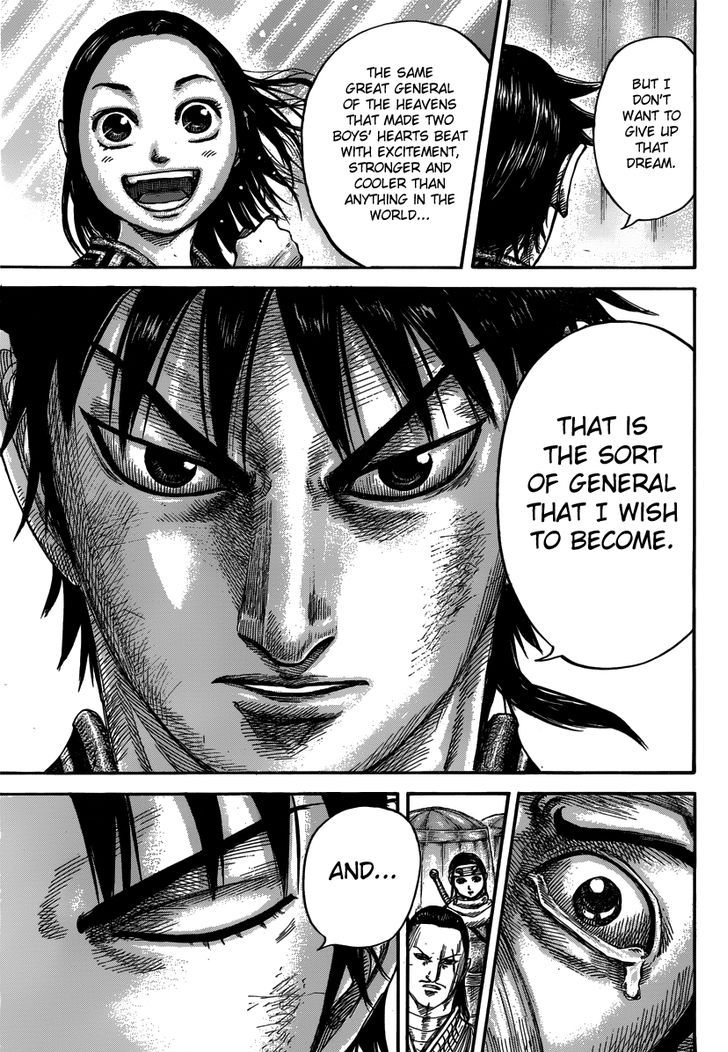 BUT I
DON'T
WANT TO
GIVE UP
THAT
DREAM.
THE SAME
GREAT GENERAL
OF THE HEAVENS
THAT MADE TWO
BOYS' HEARTS BEAT
WITH EXCITEMENT,
STRONGER AND
COOLER THAN
ANYTHING IN THE
WORLD...
THAT IS
THE SORT
OF GENERAL
THAT I WISH
TO BECOME.
AND...